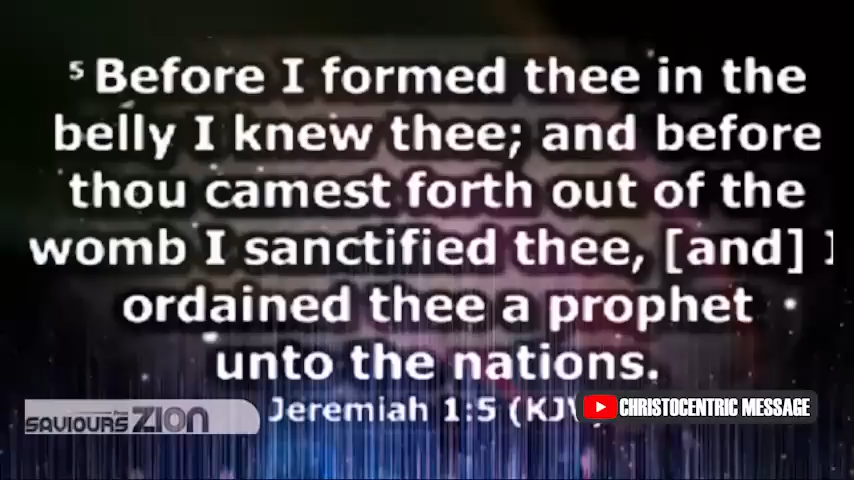 5 Before I formed thee in the
belly I knew thee; and before
thou camest forth out of the
womb I sanctified thee, [and] I
ordained thee a prophet
unto the nations.
Jeremiah 1:5 (KJV
SAVIOURS ZION
CHRISTOCENTRIC MESSAGE